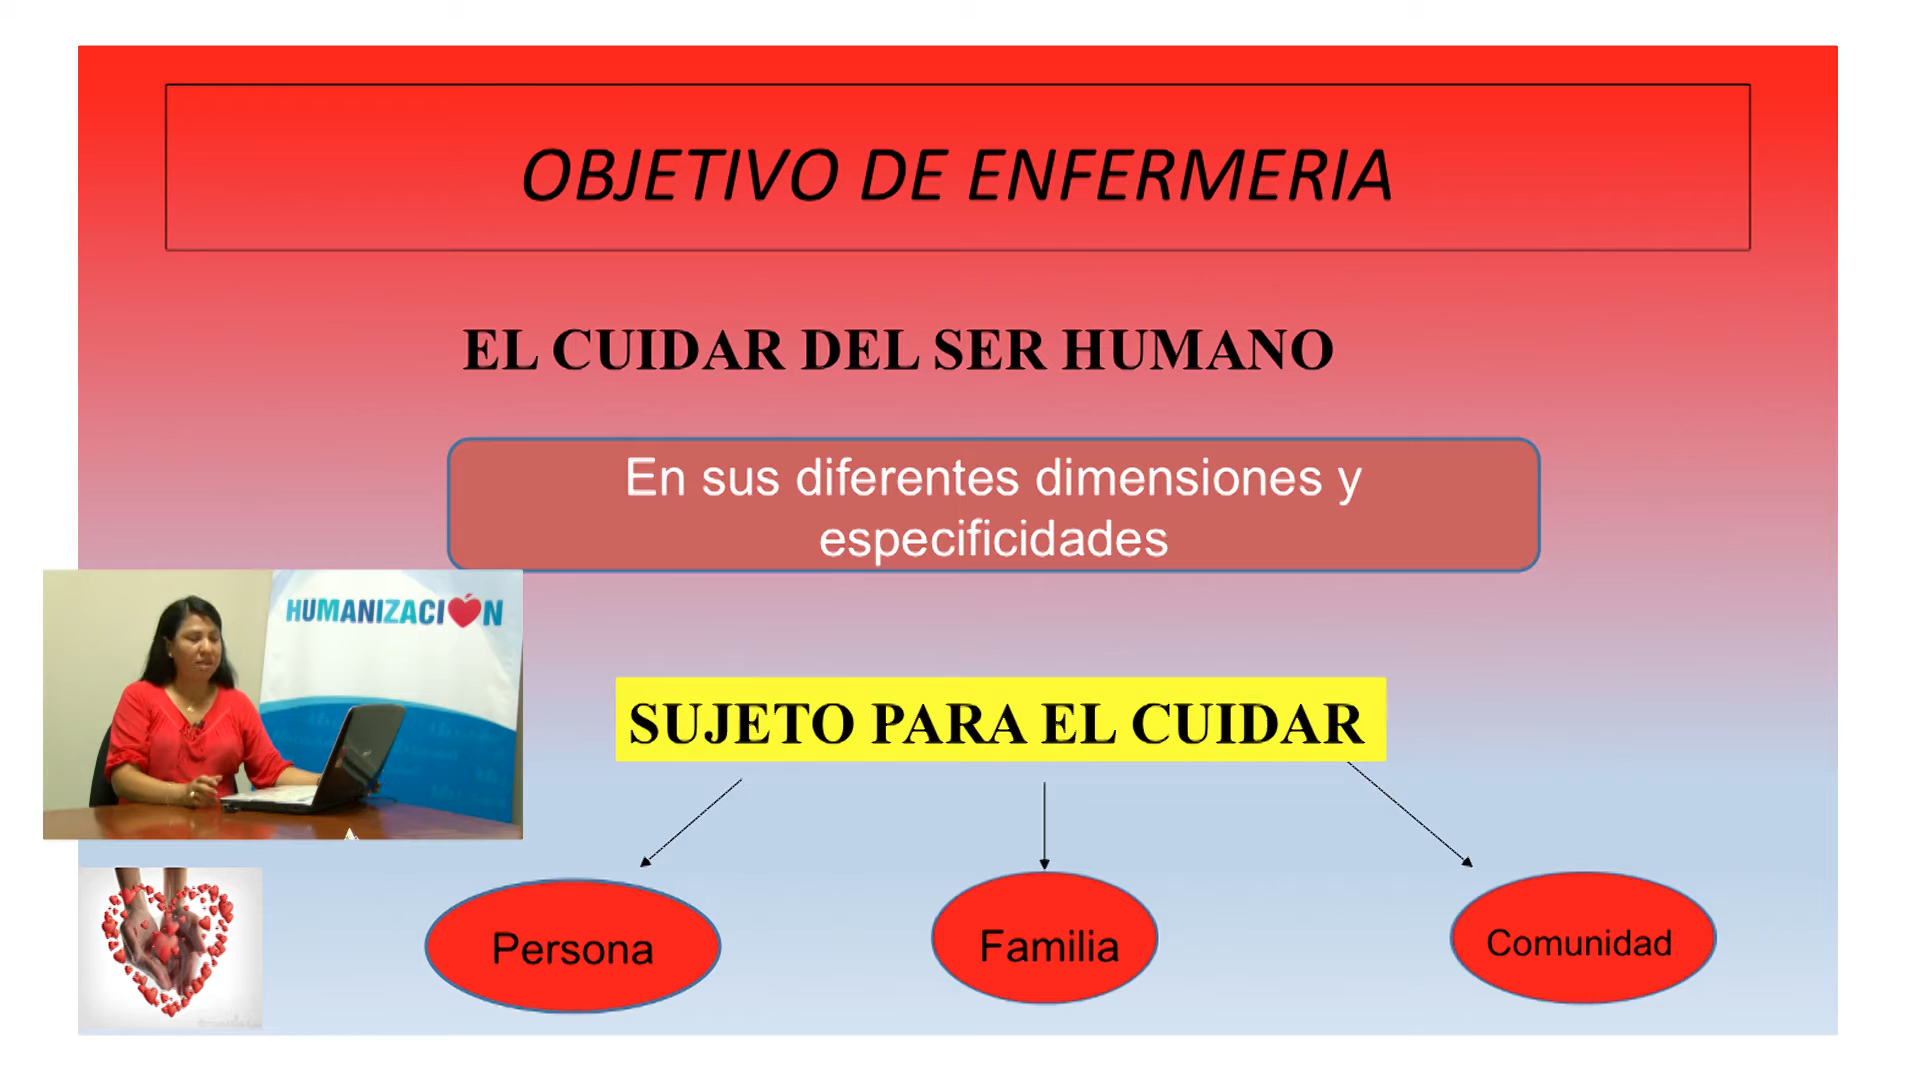 OBJETIVO DE ENFERMERIA
EL CUIDAR DEL SER HUMANO
En sus diferentes dimensiones y
especificidades
HUMANIZACIÓN
SUJETO PARA EL CUIDAR
Persona
Familia
Comunidad